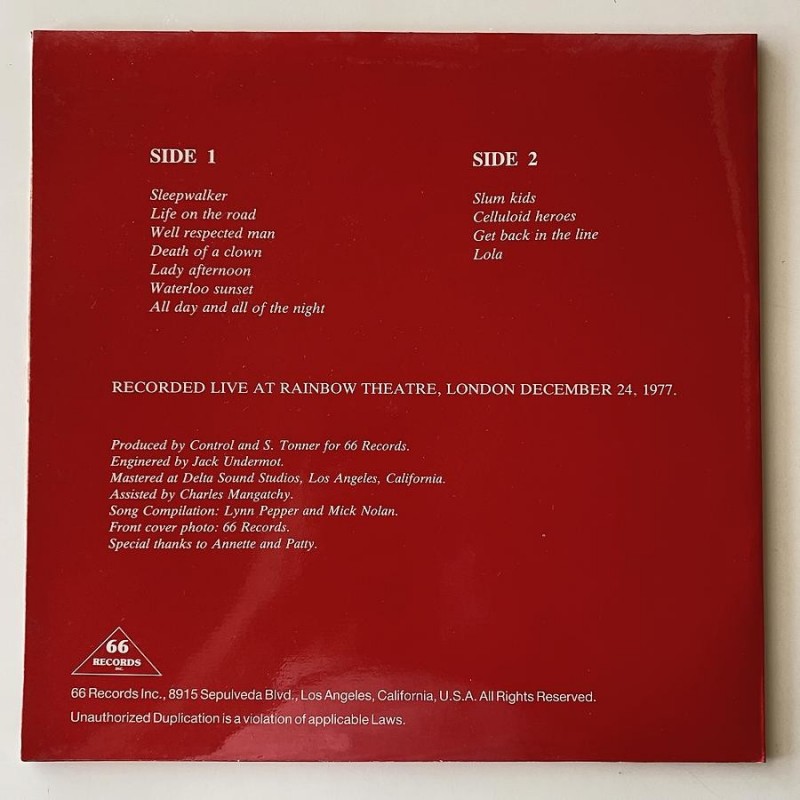 SIDE 1
Sleepwalker
Life on the road
Well respected man
Death of a clown
Lady afternoon
Waterloo sunset
All day and all of the night
SIDE 2
Slum kids
Celluloid heroes
Get back in the line
Lola
RECORDED LIVE AT RAINBOW THEATRE, LONDON DECEMBER 24, 1977.
Produced by Control and S. Tonner for 66 Records.
Enginered by Jack Undermot.
Mastered at Delta Sound Studios, Los Angeles, California.
Assisted by Charles Mangatchy.
Song Compilation: Lynn Pepper and Mick Nolan.
Front cover photo: 66 Records.
Special thanks to Annette and Patty.
66
RECORDS
INC.
66 Records Inc., 8915 Sepulveda Blvd., Los Angeles, California, U.S.A. All Rights Reserved.
Unauthorized Duplication is a violation of applicable Laws.